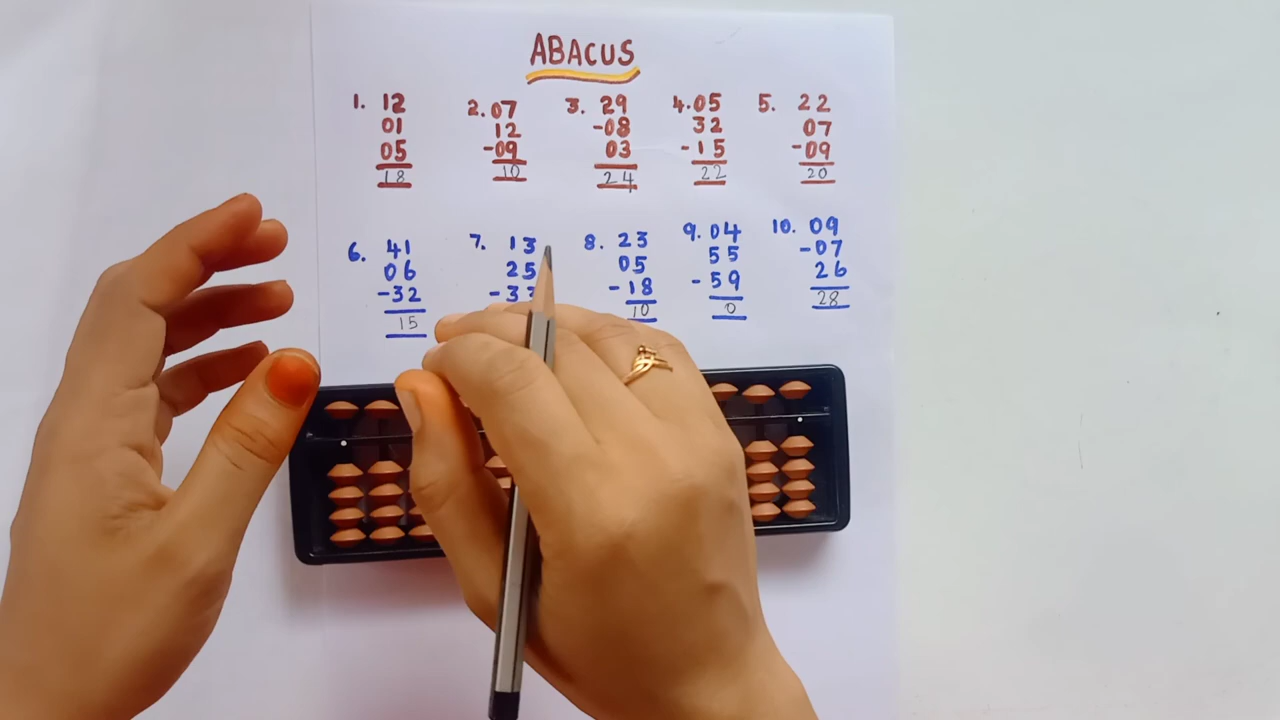 ABACUS
1. 12 2. 07 3. 29 4. 05 5. 22
01 12 -08 32 07
05 -09 03 -15 -09
18 10 24 22 20
6. 41 7. 13 8. 23 9. 04 10. 09
06 25 05 55 -07
-32 -18 -59 26
15 10 0 28